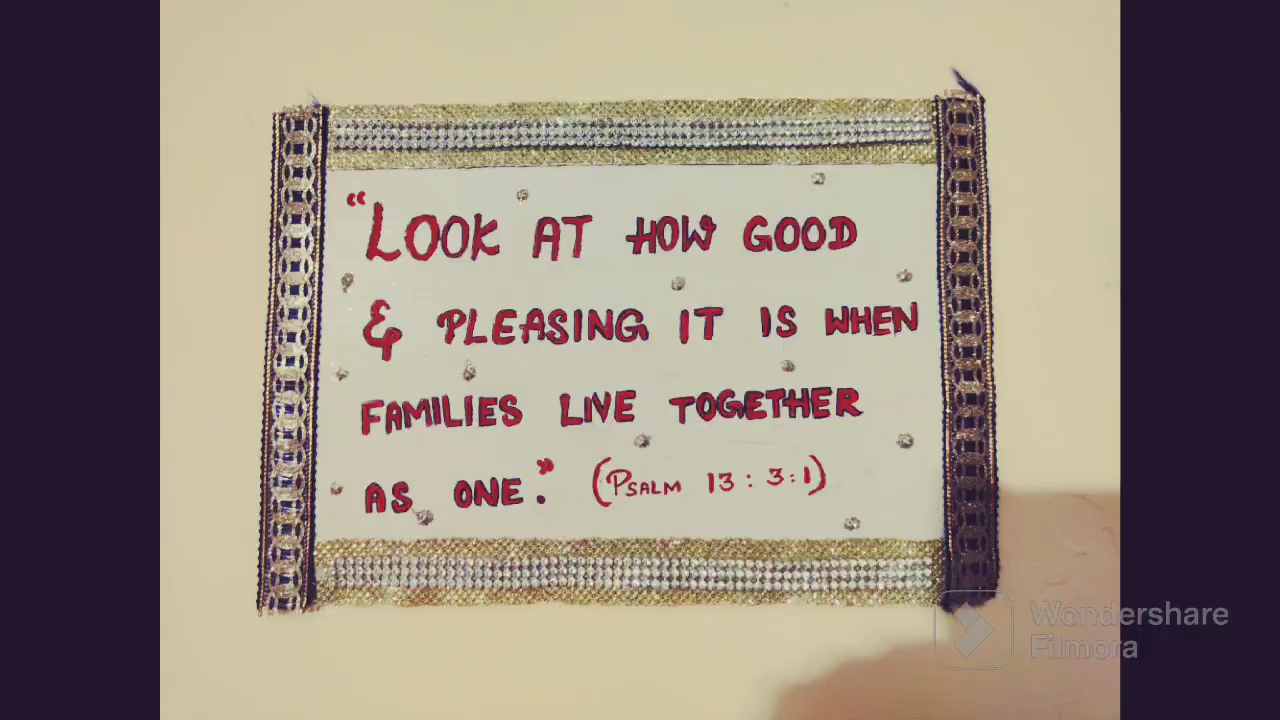 "LOOK AT HOW GOOD
& PLEASING IT IS WHEN
FAMILIES LIVE TOGETHER
AS ONE." (PSALM 13:3:1)
Wondershare
Filmora